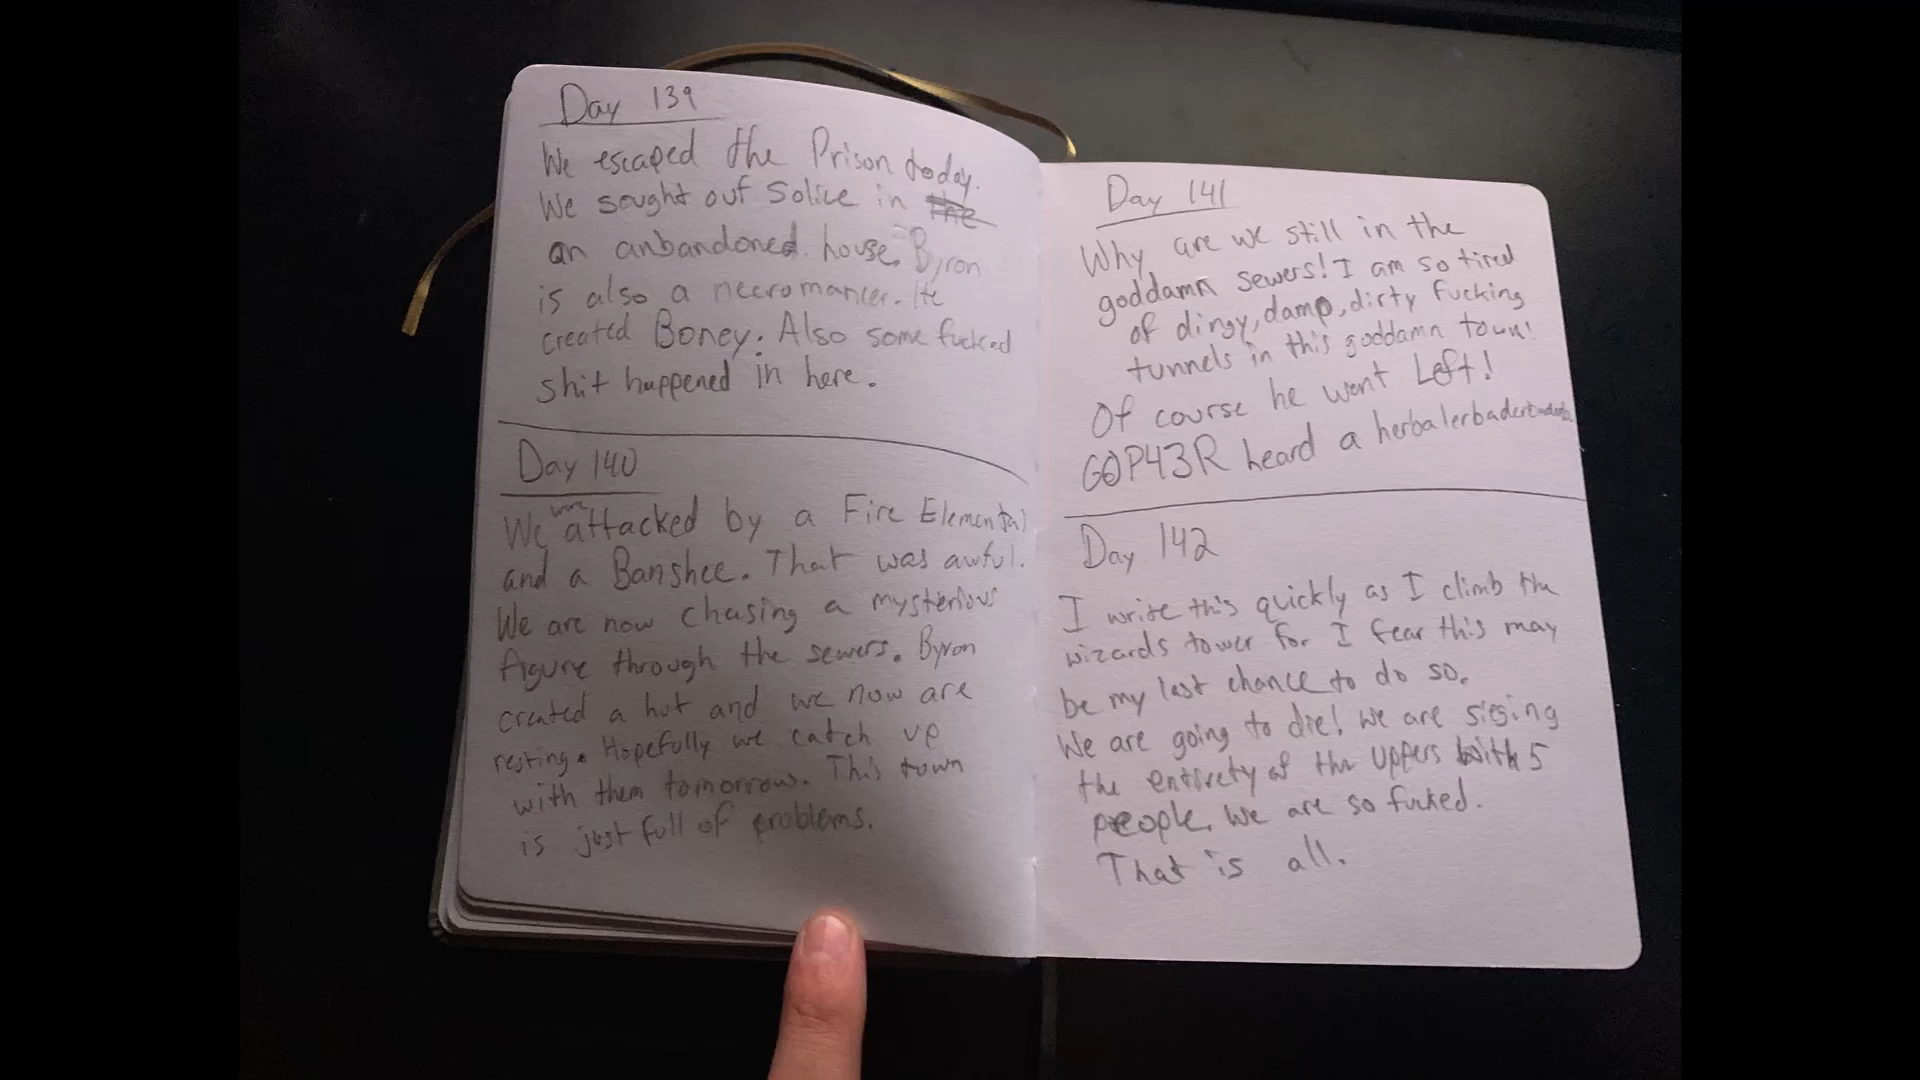 Day 139
We escaped the Prison today.
We sought out Solice in the
an anbandoned house. Byron
is also a necromancer. He
created Boney. Also some fucked
shit happened in here.
Day 140
We were attacked by a Fire Elemental
and a Banshee. That was awful.
We are now chasing a mysterious
figure through the sewers. Byron
created a hut and we now are
resting. Hopefully we catch up
with them tomorrow. This town
is just full of problems.
Day 141
Why are we still in the
goddamn sewers! I am so tired
of dingy, damp, dirty fucking
tunnels in this goddamn town!
Of course he went Left!
GOP43R heard a
Day 142
I write this quickly as I climb the
wizards tower for I fear this may
be my last chance to do so.
We are going to die! We are sieging
the entirety of the Uppers with 5
people. We are so fucked.
That is all.